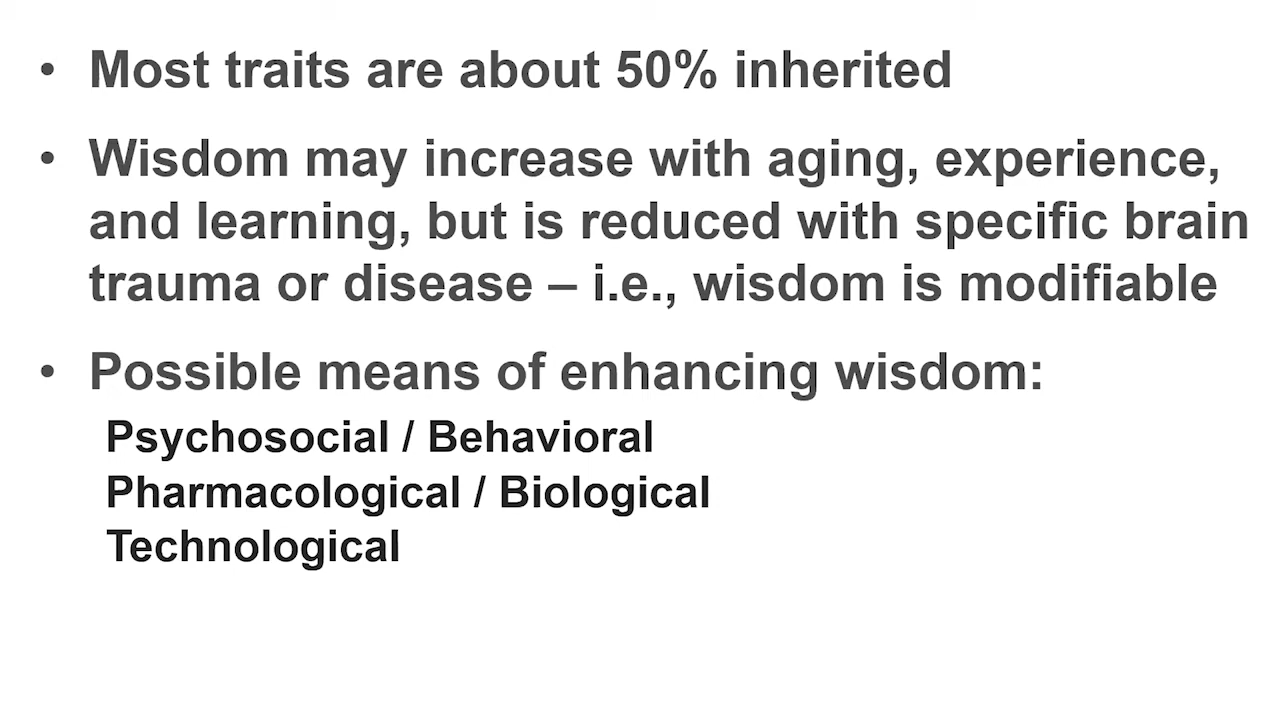 • Most traits are about 50% inherited
• Wisdom may increase with aging, experience,
and learning, but is reduced with specific brain
trauma or disease – i.e., wisdom is modifiable
• Possible means of enhancing wisdom:
Psychosocial / Behavioral
Pharmacological / Biological
Technological